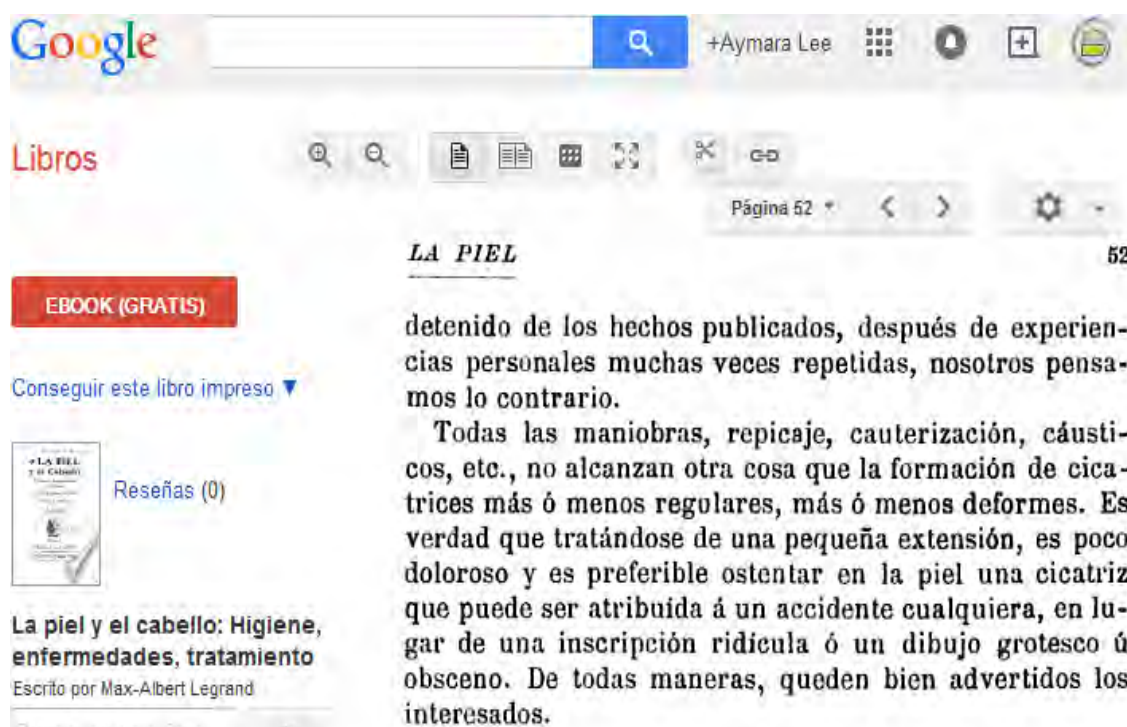 Google
+Aymara Lee
Libros
Página 52
LA PIEL 52
EBOOK (GRATIS)
detenido de los hechos publicados, después de experien-
cias personales muchas veces repetidas, nosotros pensa-
mos lo contrario.
Conseguir este libro impreso ▼
Todas las maniobras, repicaje, cauterización, cáusti-
cos, etc., no alcanzan otra cosa que la formación de cica-
trices más ó menos regulares, más ó menos deformes. Es
verdad que tratándose de una pequeña extensión, es poco
doloroso y es preferible ostentar en la piel una cicatriz
que puede ser atribuída á un accidente cualquiera, en lu-
gar de una inscripción ridícula ó un dibujo grotesco ú
obsceno. De todas maneras, queden bien advertidos los
interesados.
LA PIEL
y el Cabello
Reseñas (0)
La piel y el cabello: Higiene,
enfermedades, tratamiento
Escrito por Max-Albert Legrand